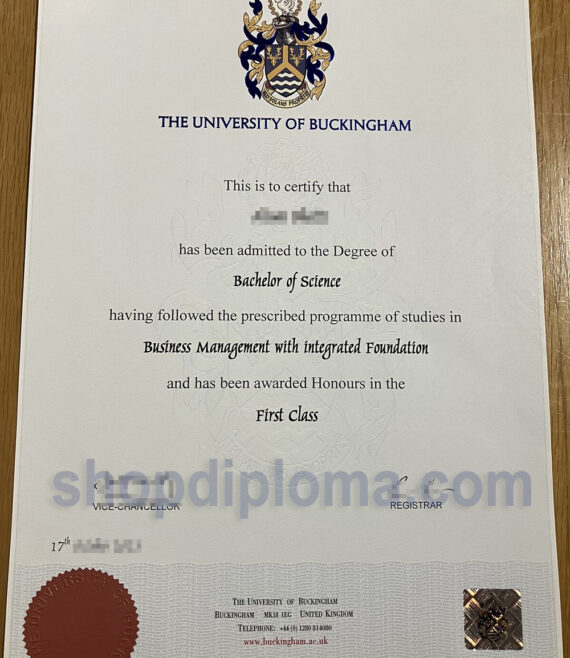 THE UNIVERSITY OF BUCKINGHAM
This is to certify that
has been admitted to the Degree of
Bachelor of Science
having followed the prescribed programme of studies in
Business Management with integrated Foundation
and has been awarded Honours in the
First Class
shopdiploma.com
VICE-CHANCELLOR
REGISTRAR
17th
THE UNIVERSITY OF BUCKINGHAM
BUCKINGHAM MK18 1EG UNITED KINGDOM
TELEPHONE: +44 (0) 1280 814080
www.buckingham.ac.uk